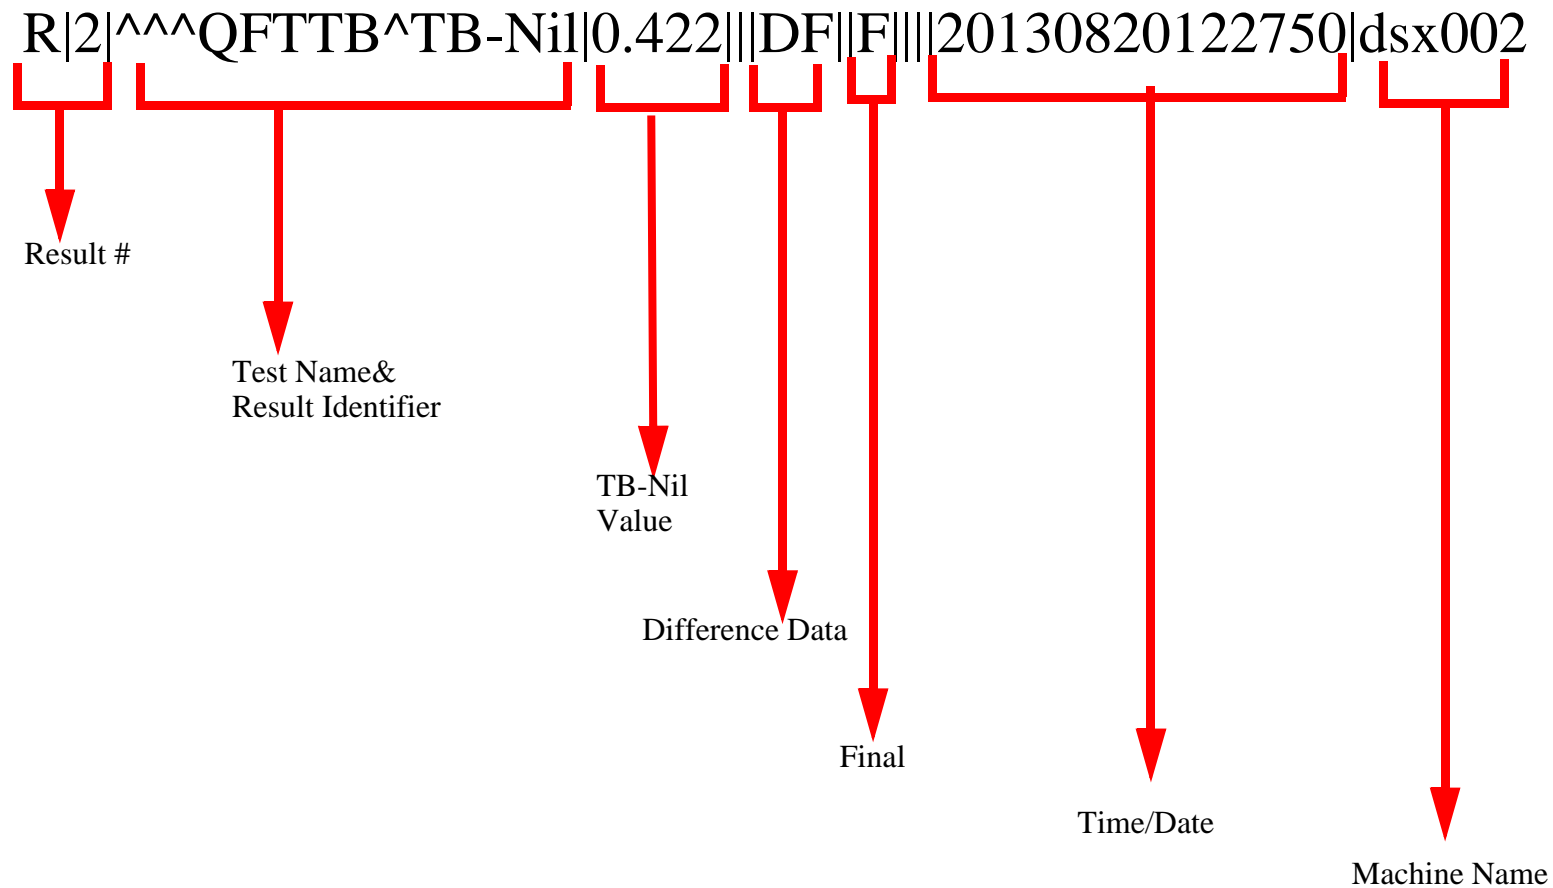 R|2|^^^QFTTB^TB-Nil|0.422|||DF||F||||20130820122750|dsx002
Result #
Test Name&
Result Identifier
TB-Nil
Value
Difference Data
Final
Time/Date
Machine Name